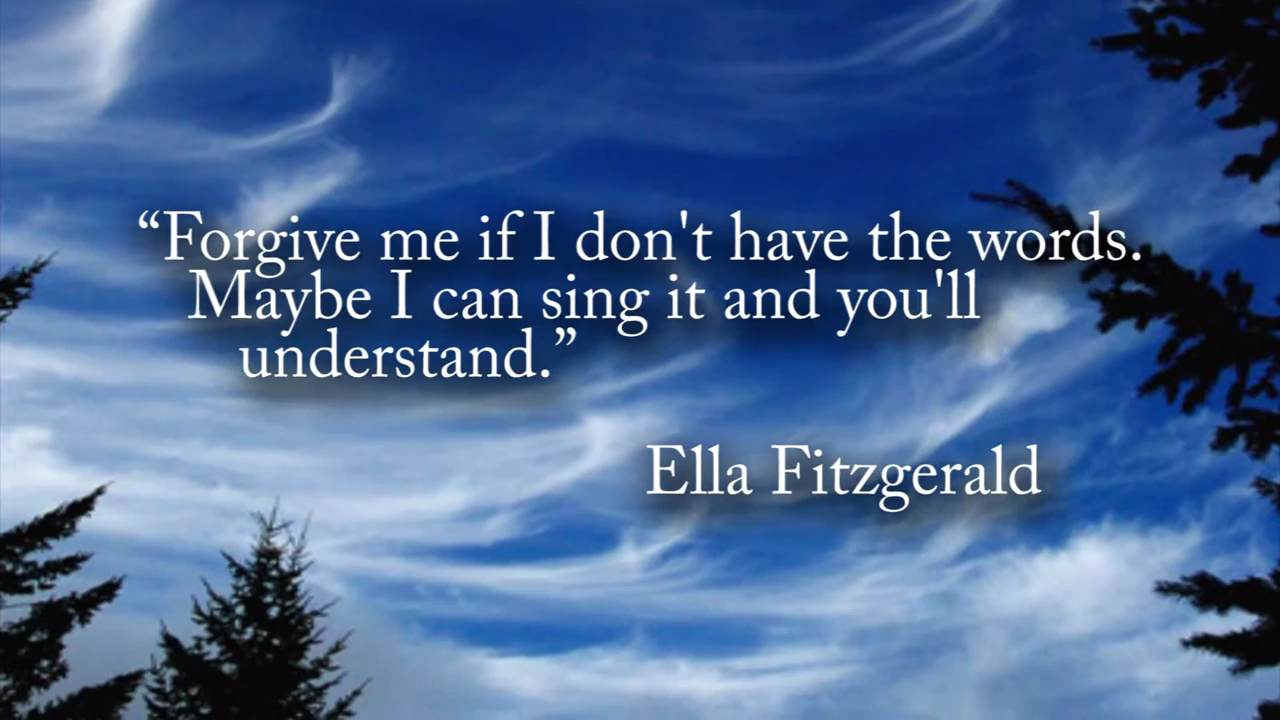 “Forgive me if I don't have the words.
Maybe I can sing it and you'll
understand.”
Ella Fitzgerald